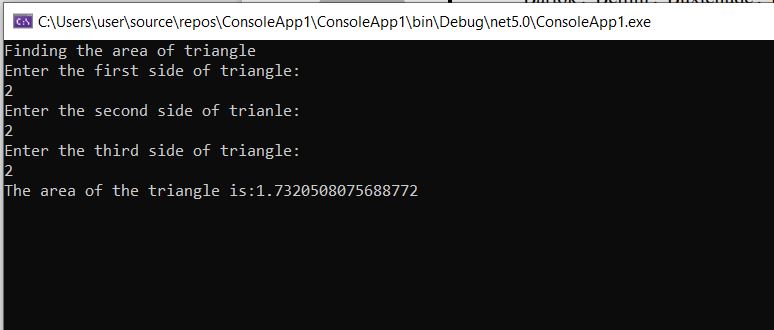 C:\Users\user\source\repos\ConsoleApp1\ConsoleApp1\bin\Debug\net5.0\ConsoleApp1.exe
Finding the area of triangle
Enter the first side of triangle:
2
Enter the second side of trianle:
2
Enter the third side of triangle:
2
The area of the triangle is:1.7320508075688772